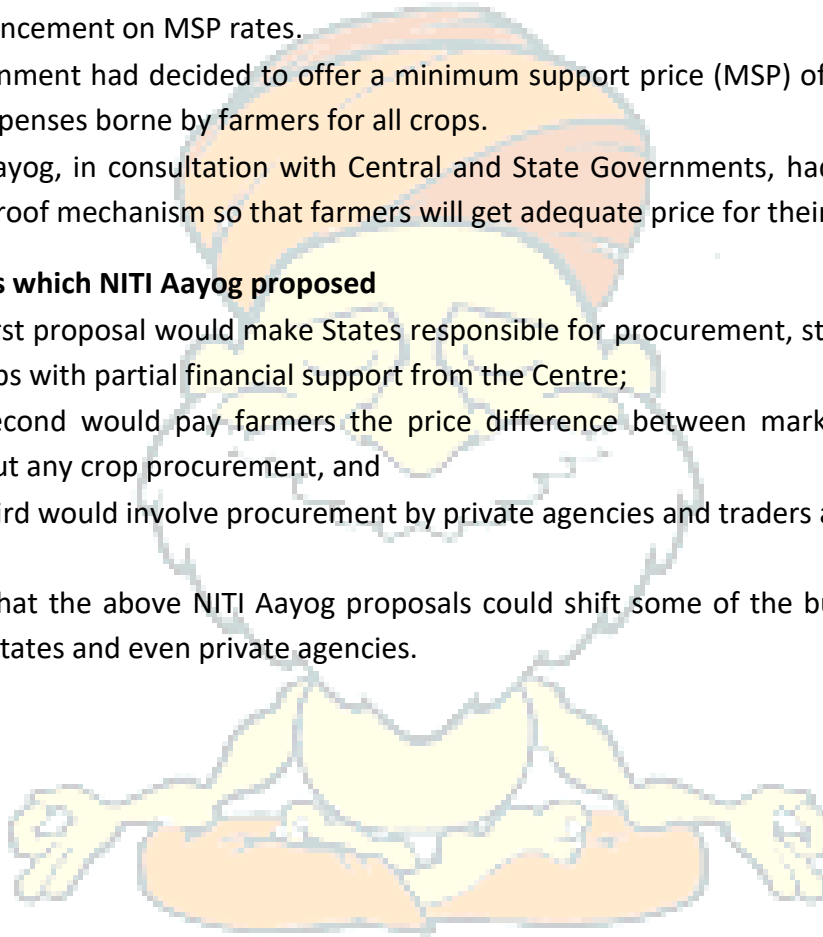 ncement on MSP rates.
nment had decided to offer a minimum support price (MSP) of
penses borne by farmers for all crops.
ayog, in consultation with Central and State Governments, had
roof mechanism so that farmers will get adequate price for their
s which NITI Aayog proposed
rst proposal would make States responsible for procurement, st
ps with partial financial support from the Centre;
econd would pay farmers the price difference between mark
ut any crop procurement, and
ird would involve procurement by private agencies and traders a
hat the above NITI Aayog proposals could shift some of the bu
tates and even private agencies.